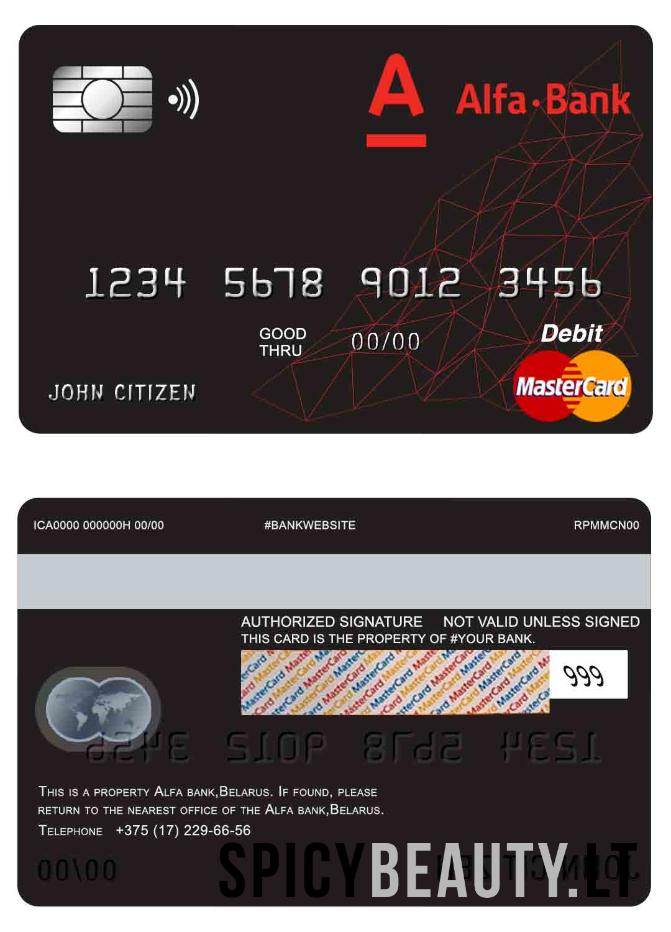 A
Alfa·Bank
1234 5678 9012 3456
GOOD THRU 00/00
Debit
JOHN CITIZEN
MasterCard
ICA0000 000000H 00/00 #BANKWEBSITE RPMMCN00
AUTHORIZED SIGNATURE NOT VALID UNLESS SIGNED
THIS CARD IS THE PROPERTY OF #YOUR BANK.
MasterCard MasterCard MasterCard
999
THIS IS A PROPERTY ALFA BANK,BELARUS. IF FOUND, PLEASE
RETURN TO THE NEAREST OFFICE OF THE ALFA BANK,BELARUS.
TELEPHONE +375 (17) 229-66-56
00/00
SPICYBEAUTY.LT